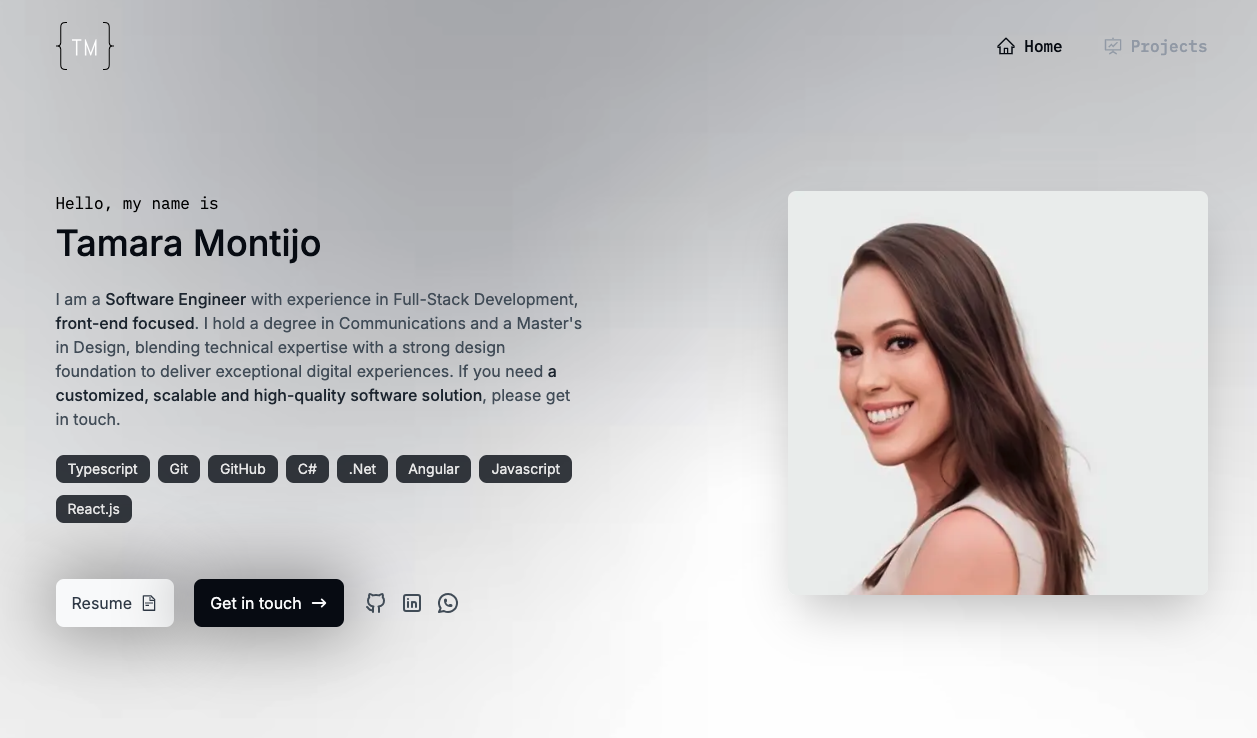 TM
Home
Projects
Hello, my name is
Tamara Montijo
I am a Software Engineer with experience in Full-Stack Development,
front-end focused. I hold a degree in Communications and a Master's
in Design, blending technical expertise with a strong design
foundation to deliver exceptional digital experiences. If you need a
customized, scalable and high-quality software solution, please get
in touch.
Typescript Git GitHub C# .Net Angular Javascript
React.js
Resume
Get in touch →